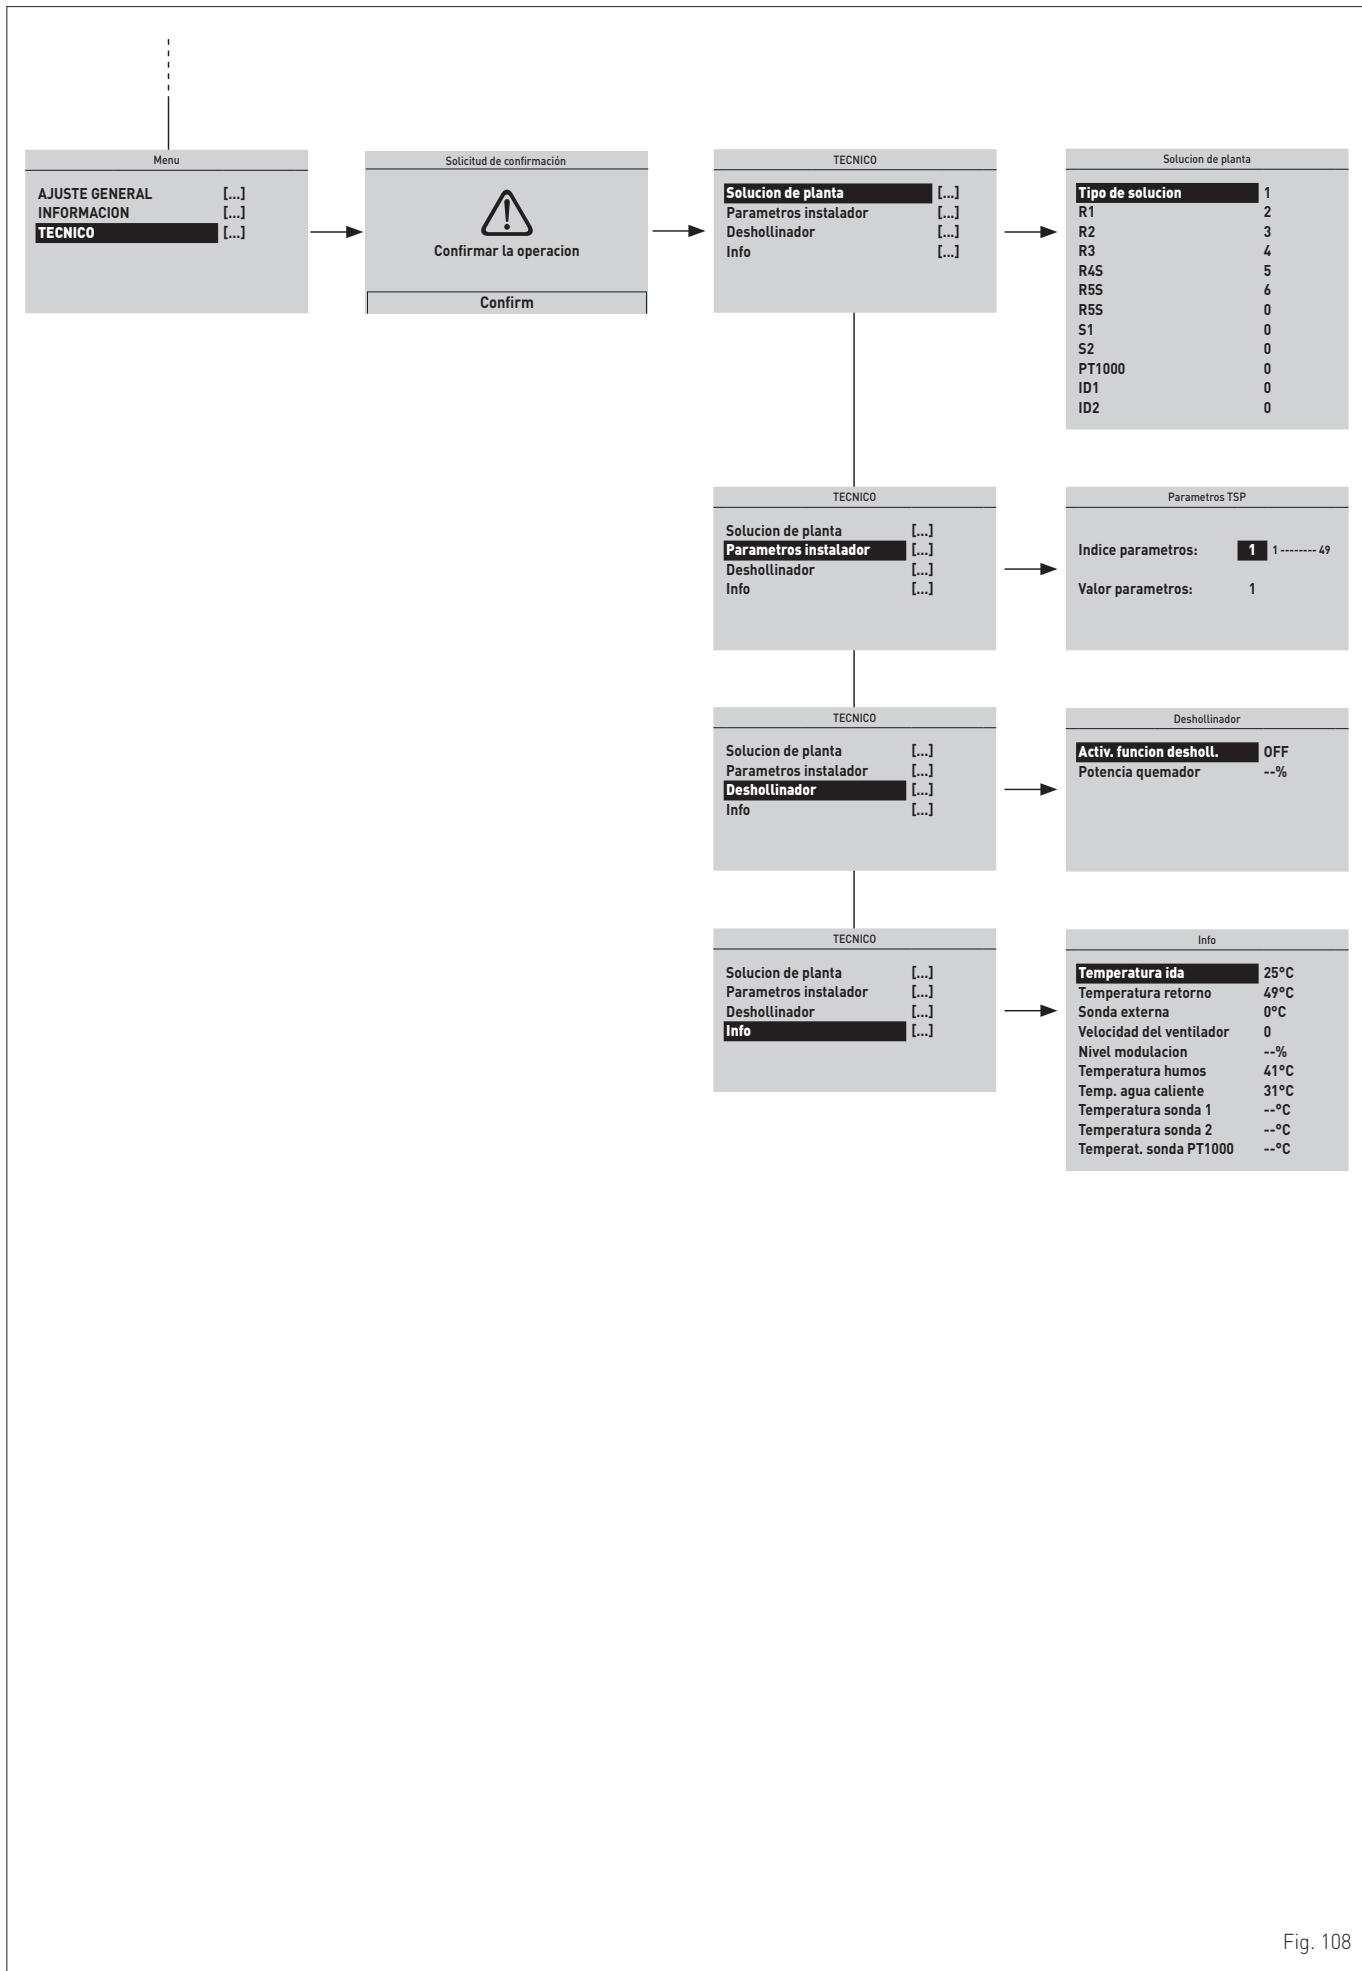 Menu
AJUSTE GENERAL [...]
INFORMACION [...]
TECNICO [...]
Solicitud de confirmación
Confirmar la operacion
Confirm
TECNICO
Solucion de planta [...]
Parametros instalador [...]
Deshollinador [...]
Info [...]
Solucion de planta
Tipo de solucion 1
R1 2
R2 3
R3 4
R4S 5
R5S 6
R5S 0
S1 0
S2 0
PT1000 0
ID1 0
ID2 0
TECNICO
Solucion de planta [...]
Parametros instalador [...]
Deshollinador [...]
Info [...]
Parametros TSP
Indice parametros: 1 1 -------- 49
Valor parametros: 1
TECNICO
Solucion de planta [...]
Parametros instalador [...]
Deshollinador [...]
Info [...]
Deshollinador
Activ. funcion desholl. OFF
Potencia quemador --%
TECNICO
Solucion de planta [...]
Parametros instalador [...]
Deshollinador [...]
Info [...]
Info
Temperatura ida 25°C
Temperatura retorno 49°C
Sonda externa 0°C
Velocidad del ventilador 0
Nivel modulacion --%
Temperatura humos 41°C
Temp. agua caliente 31°C
Temperatura sonda 1 --°C
Temperatura sonda 2 --°C
Temperat. sonda PT1000 --°C
Fig. 108